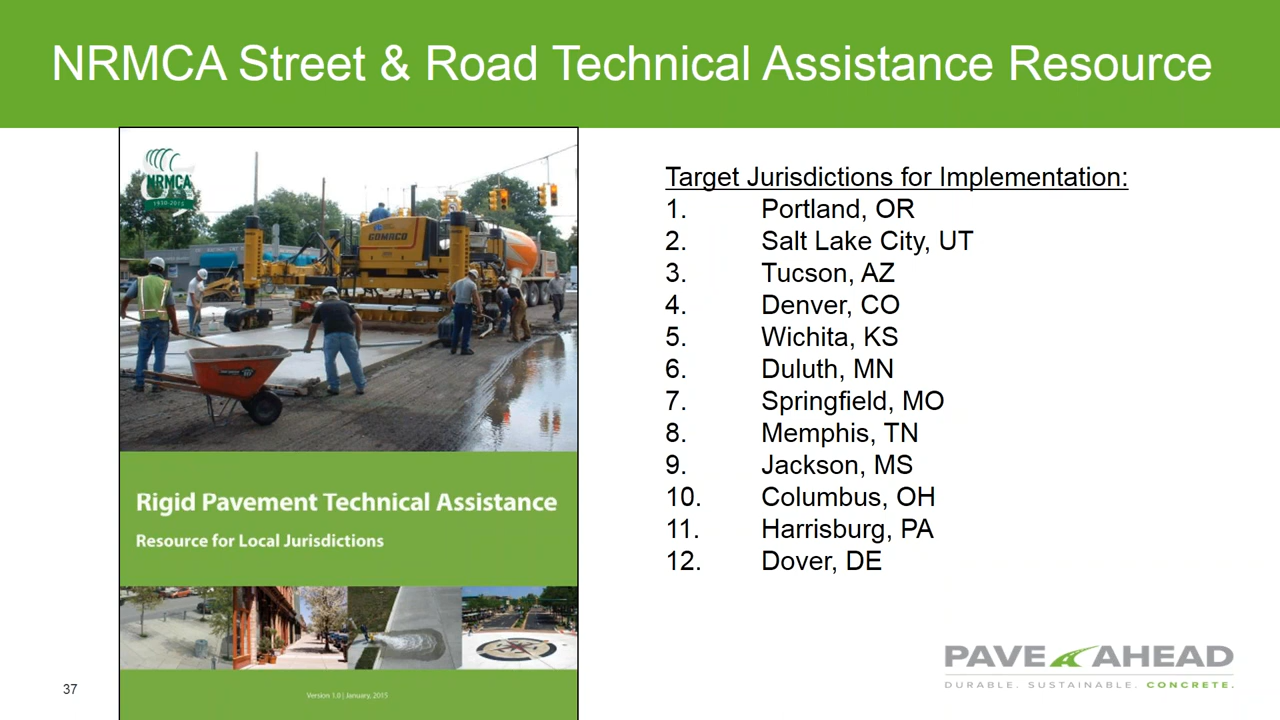 NRMCA Street & Road Technical Assistance Resource
NRMCA
1930-2015
GOMACO
Rigid Pavement Technical Assistance
Resource for Local Jurisdictions
Version 1.0 | January, 2015
Target Jurisdictions for Implementation:
1. Portland, OR
2. Salt Lake City, UT
3. Tucson, AZ
4. Denver, CO
5. Wichita, KS
6. Duluth, MN
7. Springfield, MO
8. Memphis, TN
9. Jackson, MS
10. Columbus, OH
11. Harrisburg, PA
12. Dover, DE
PAVE AHEAD
DURABLE. SUSTAINABLE. CONCRETE.
37